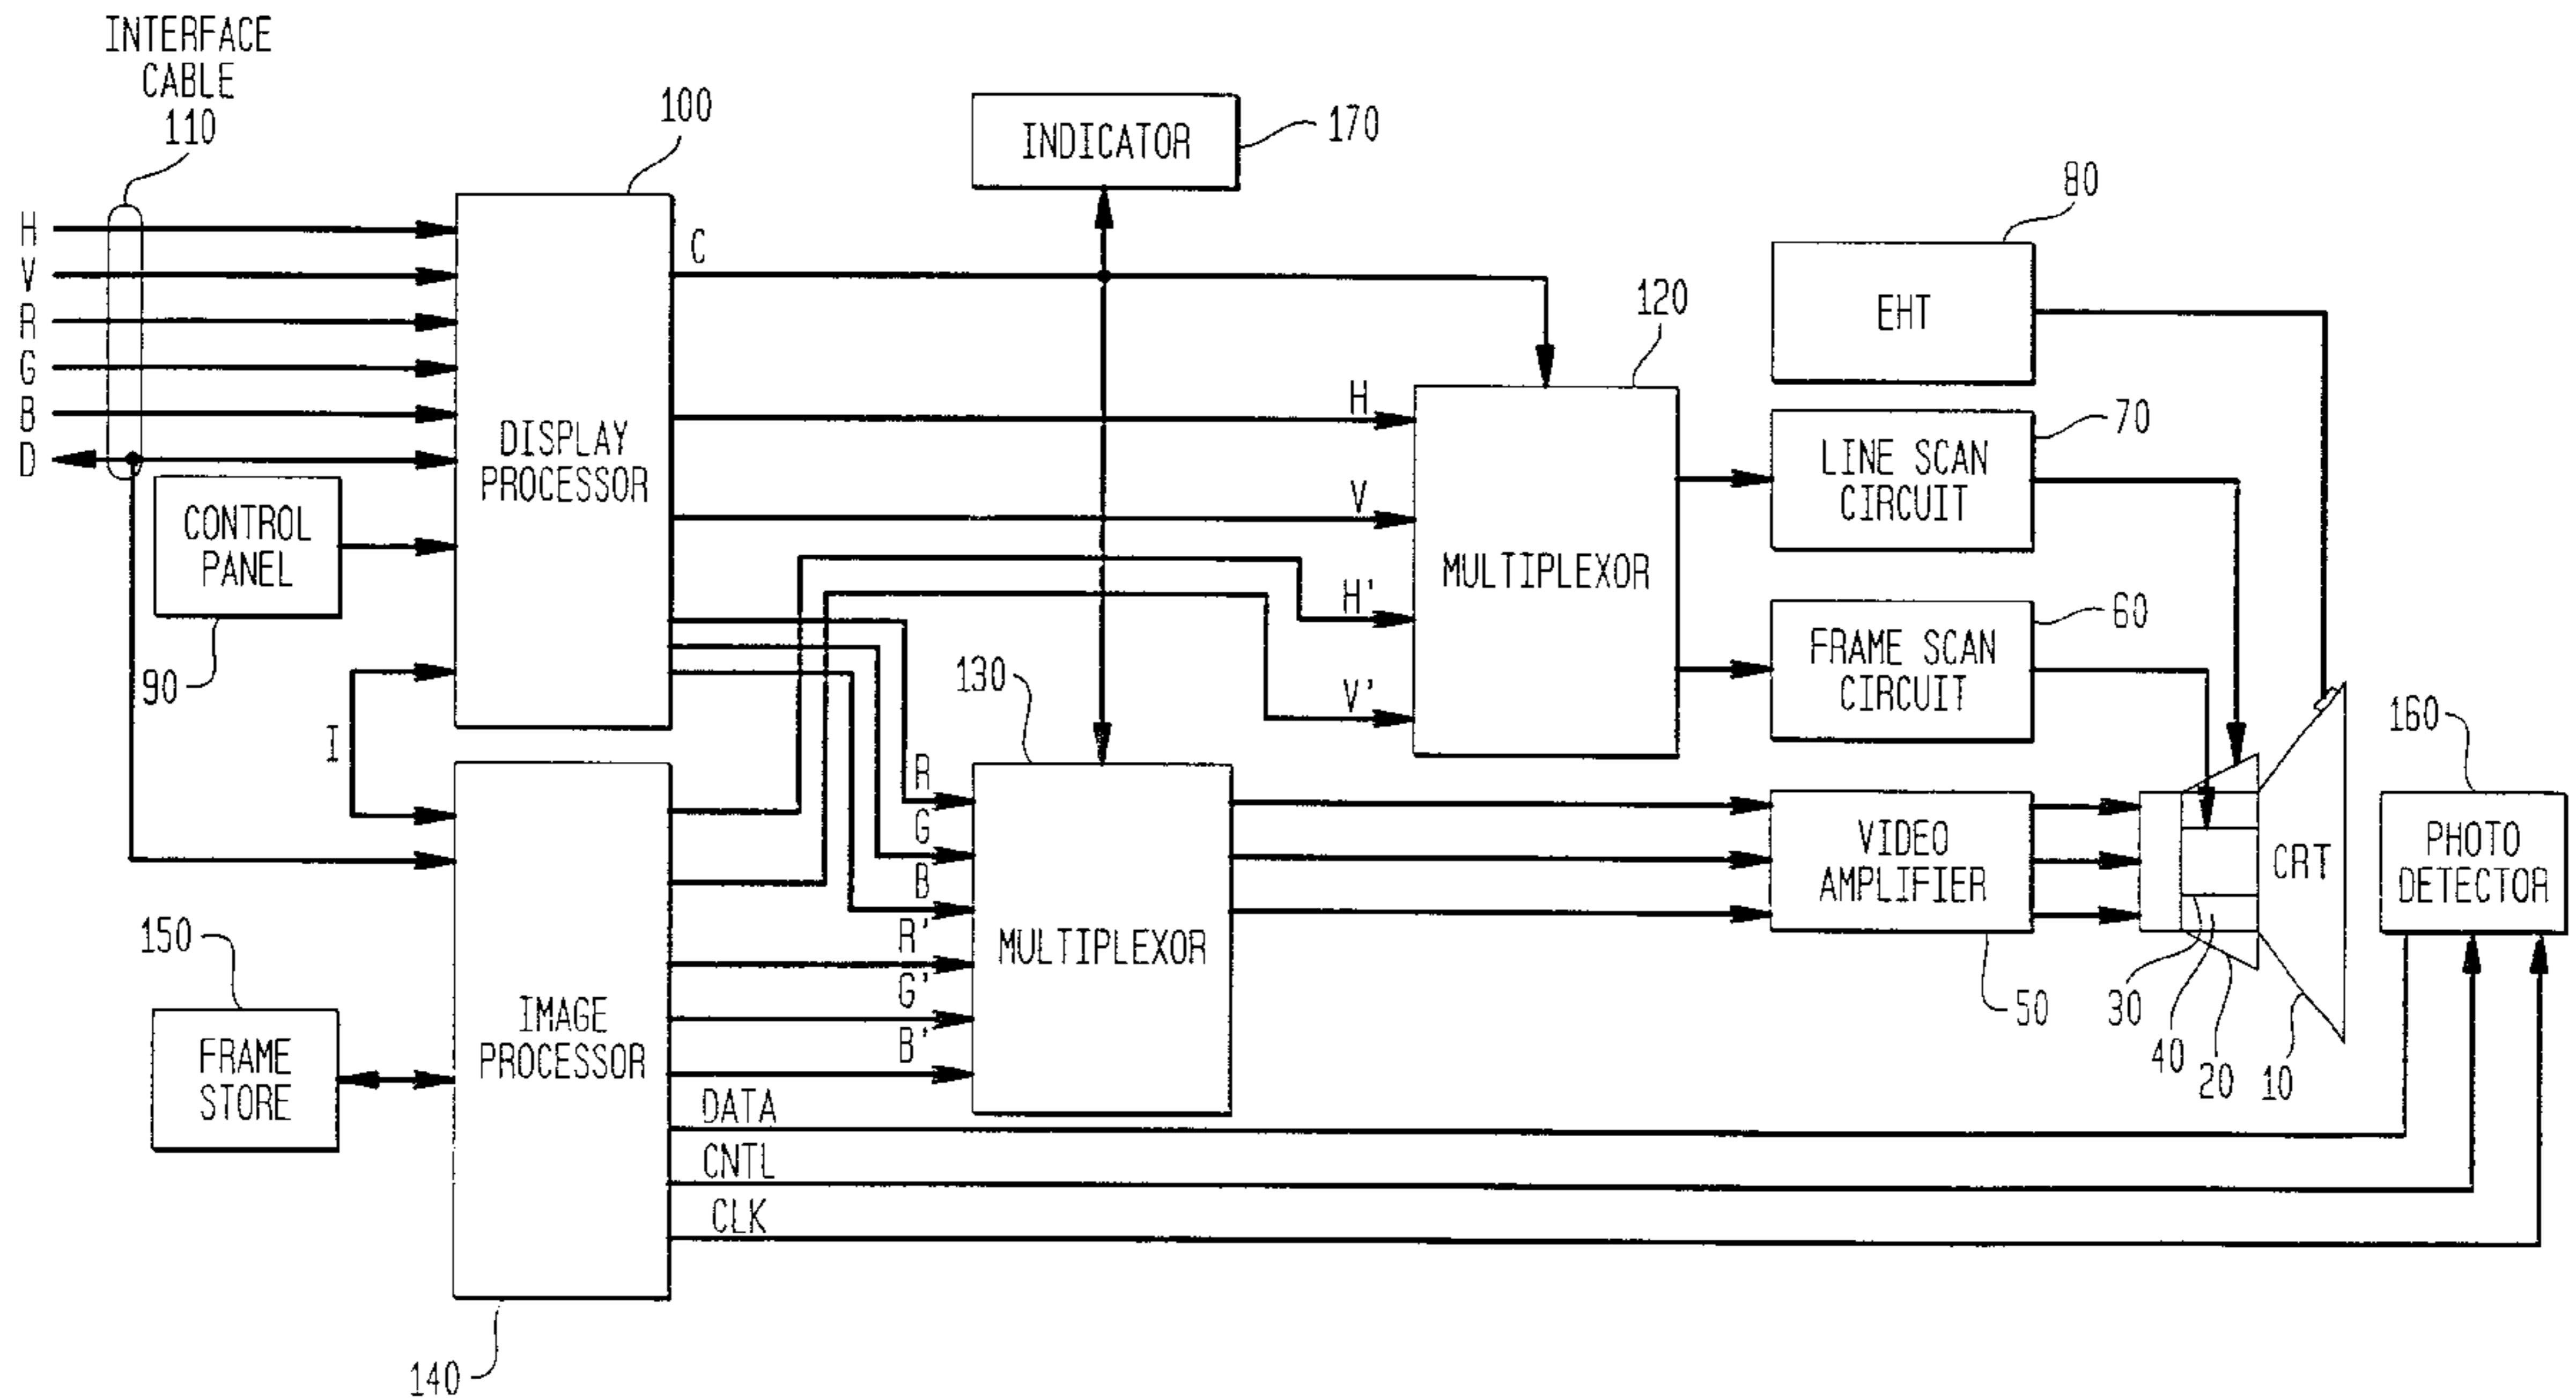 INTERFACE
CABLE
110
100
INDICATOR
170
80
H
V
R
G
B
D
C
120
EHT
DISPLAY
PROCESSOR
H
V
H'
V'
MULTIPLEXOR
LINE SCAN
CIRCUIT
70
CONTROL
PANEL
90
FRAME SCAN
CIRCUIT
60
I
130
160
R
G
B
R'
G'
B'
MULTIPLEXOR
VIDEO
AMPLIFIER
50
CRT
PHOTO
DETECTOR
30
40
20
10
150
FRAME
STORE
IMAGE
PROCESSOR
DATA
CNTL
CLK
140